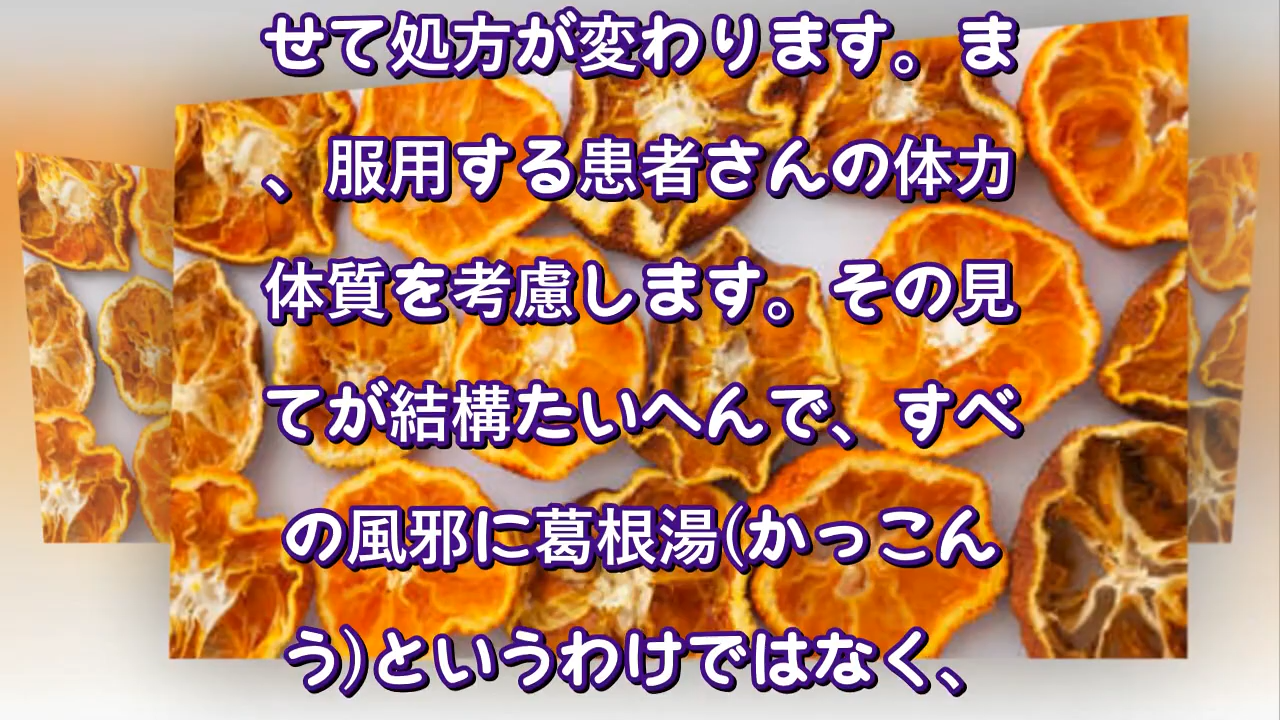 せて処方が変わります。ま
、服用する患者さんの体力
体質を考慮します。その見
てが結構たいへんで、すべ
の風邪に葛根湯(かっこん
う)というわけではなく、